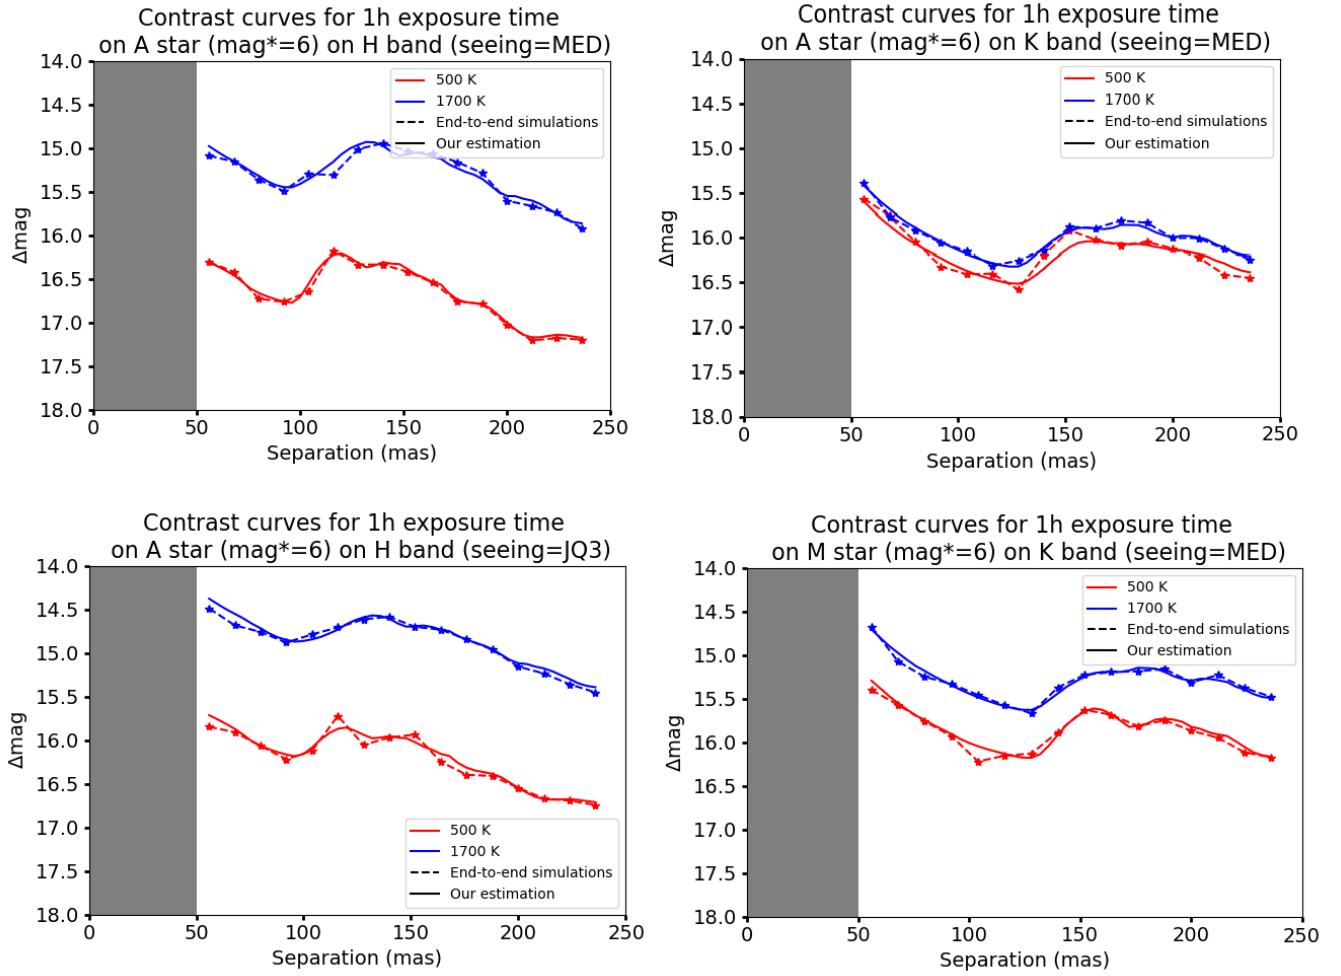 Contrast curves for 1h exposure time
on A star (mag*=6) on H band (seeing=MED)
14.0
14.5
15.0
15.5
16.0
16.5
17.0
17.5
18.0
Δmag
500 K
1700 K
End-to-end simulations
Our estimation
0 50 100 150 200 250
Separation (mas)
Contrast curves for 1h exposure time
on A star (mag*=6) on K band (seeing=MED)
14.0
14.5
15.0
15.5
16.0
16.5
17.0
17.5
18.0
Δmag
500 K
1700 K
End-to-end simulations
Our estimation
0 50 100 150 200 250
Separation (mas)
Contrast curves for 1h exposure time
on A star (mag*=6) on H band (seeing=JQ3)
14.0
14.5
15.0
15.5
16.0
16.5
17.0
17.5
18.0
Δmag
500 K
1700 K
End-to-end simulations
Our estimation
0 50 100 150 200 250
Separation (mas)
Contrast curves for 1h exposure time
on M star (mag*=6) on K band (seeing=MED)
14.0
14.5
15.0
15.5
16.0
16.5
17.0
17.5
18.0
Δmag
500 K
1700 K
End-to-end simulations
Our estimation
0 50 100 150 200 250
Separation (mas)